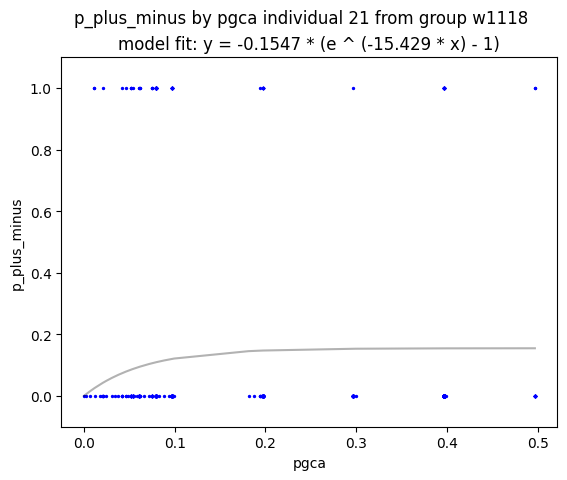 p_plus_minus by pgca individual 21 from group w1118
model fit: y = -0.1547 * (e ^ (-15.429 * x) - 1)
1.0
0.8
0.6
0.4
0.2
0.0
p_plus_minus
0.0 0.1 0.2 0.3 0.4 0.5
pgca